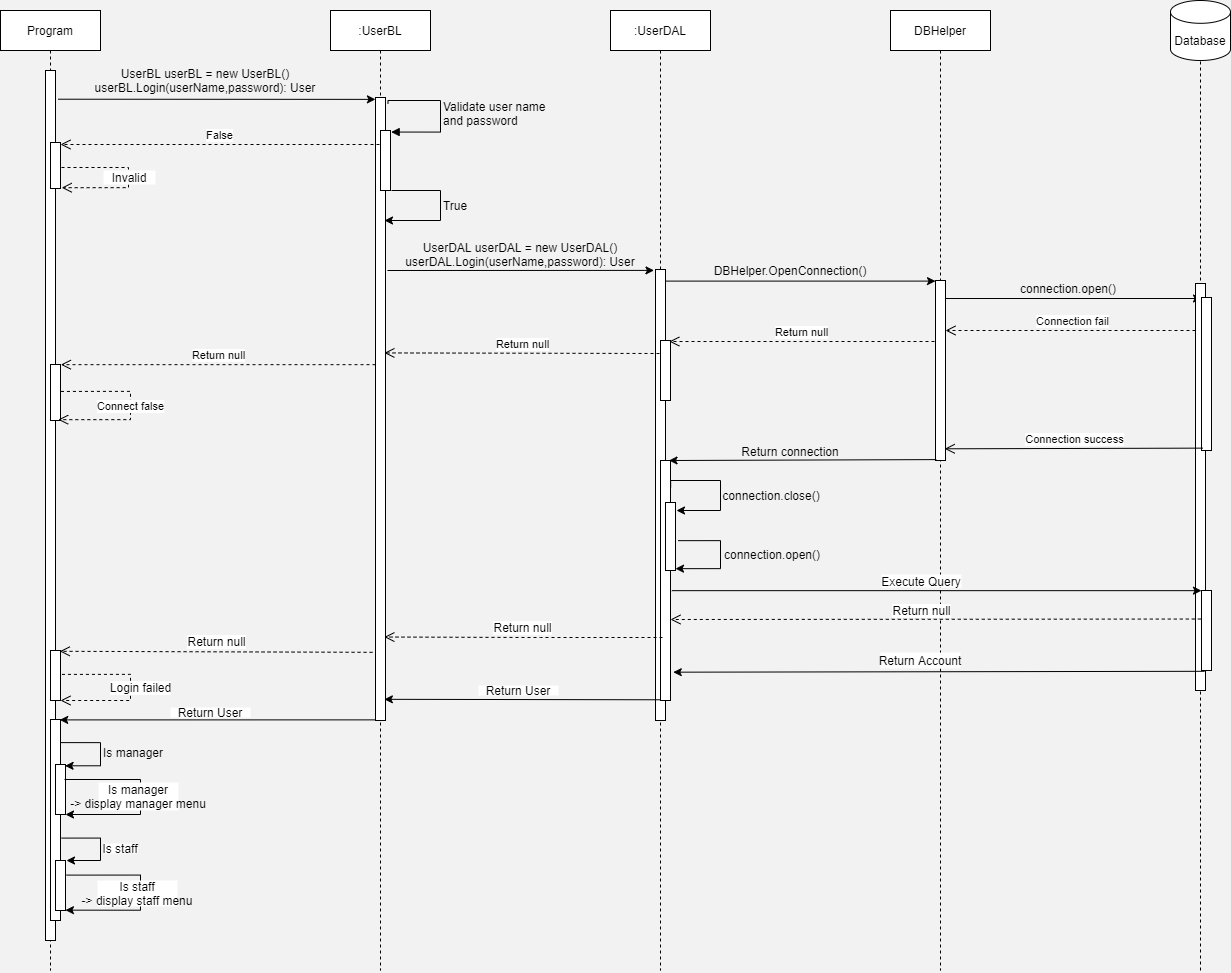 Program
:UserBL
:UserDAL
DBHelper
Database
UserBL userBL = new UserBL()
userBL.Login(userName,password): User
Validate user name
and password
False
Invalid
True
UserDAL userDAL = new UserDAL()
userDAL.Login(userName,password): User
DBHelper.OpenConnection()
connection.open()
Connection fail
Return null
Return null
Return null
Connect false
Connection success
Return connection
connection.close()
connection.open()
Execute Query
Return null
Return null
Return null
Return Account
Login failed
Return User
Return User
Is manager
Is manager
-> display manager menu
Is staff
Is staff
-> display staff menu